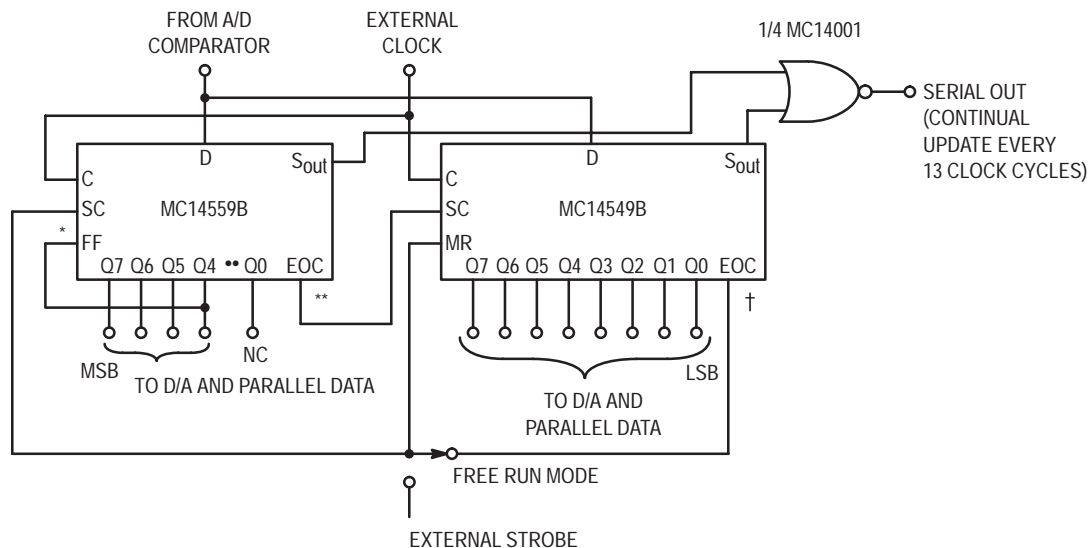 FROM A/D
COMPARATOR
EXTERNAL
CLOCK
1/4 MC14001
SERIAL OUT
(CONTINUAL
UPDATE EVERY
13 CLOCK CYCLES)
D
Sout
C
SC
*
FF
MC14559B
Q7 Q6 Q5 Q4 •• Q0 EOC
**
D
Sout
C
SC
MR
MC14549B
Q7 Q6 Q5 Q4 Q3 Q2 Q1 Q0 EOC
†
MSB
NC
TO D/A AND PARALLEL DATA
LSB
TO D/A AND
PARALLEL DATA
FREE RUN MODE
EXTERNAL STROBE